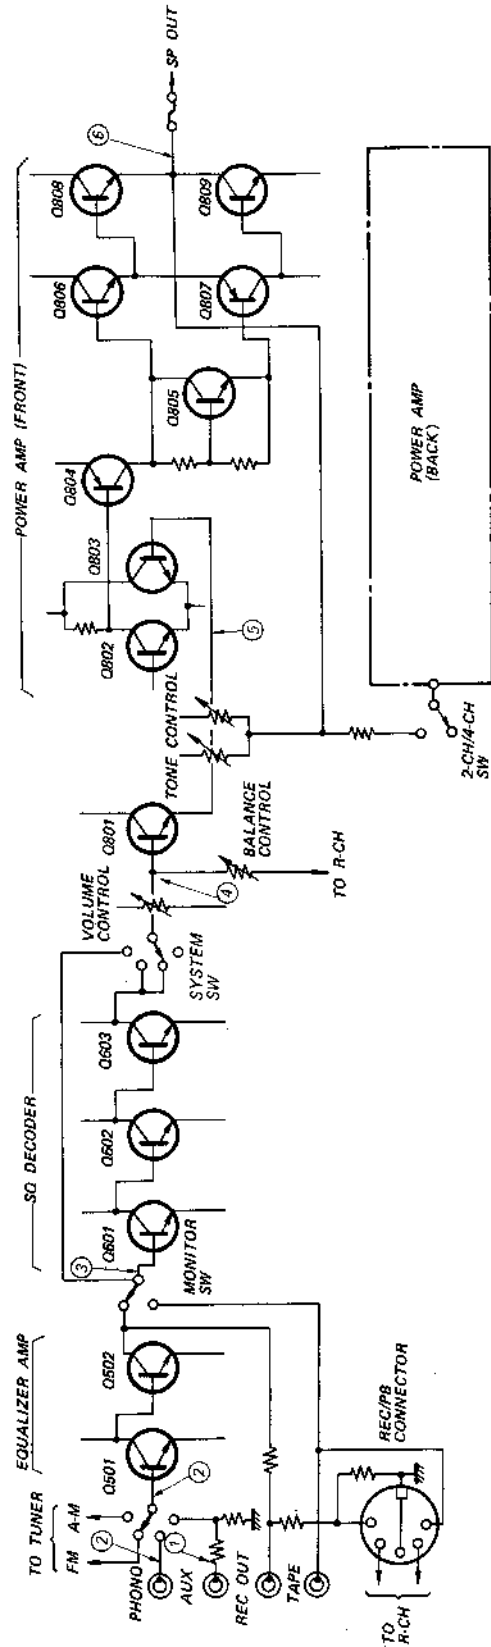 TO TUNER
FM
A-M
PHONO
AUX
REC OUT
TAPE
TO
R-CH
REC/PB
CONNECTOR
EQUALIZER AMP
Q501
Q502
①
②
②
MONITOR
SW
③
SQ DECODER
Q601
Q602
Q603
SYSTEM
SW
VOLUME
CONTROL
④
Q801
BALANCE
CONTROL
TO R-CH
TONE CONTROL
⑤
POWER AMP (FRONT)
Q802
Q803
Q804
Q805
Q806
Q807
Q808
Q809
⑥
SP OUT
2-CH/4-CH
SW
POWER AMP
(BACK)